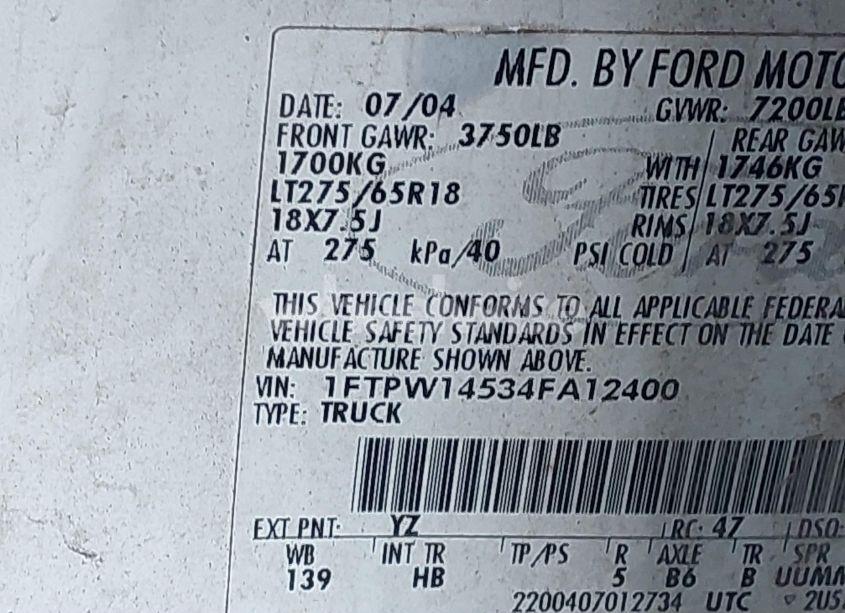 MFD. BY FORD MOTO
DATE: 07/04 GVWR: 7200LB
FRONT GAWR: 3750LB REAR GAW
1700KG WITH 1746KG
LT275/65R18 TIRES LT275/65R
18X7.5J RIMS 18X7.5J
AT 275 kPa/40 PSI COLD AT 275
THIS VEHICLE CONFORMS TO ALL APPLICABLE FEDERA
VEHICLE SAFETY STANDARDS IN EFFECT ON THE DATE
MANUFACTURE SHOWN ABOVE.
VIN: 1FTPW14534FA12400
TYPE: TRUCK
EXT PNT: YZ RC: 47 DSO:
WB INT TR TP/PS R AXLE TR SPR
139 HB 5 B6 B UUMM
2200407012734 UTC 2U5